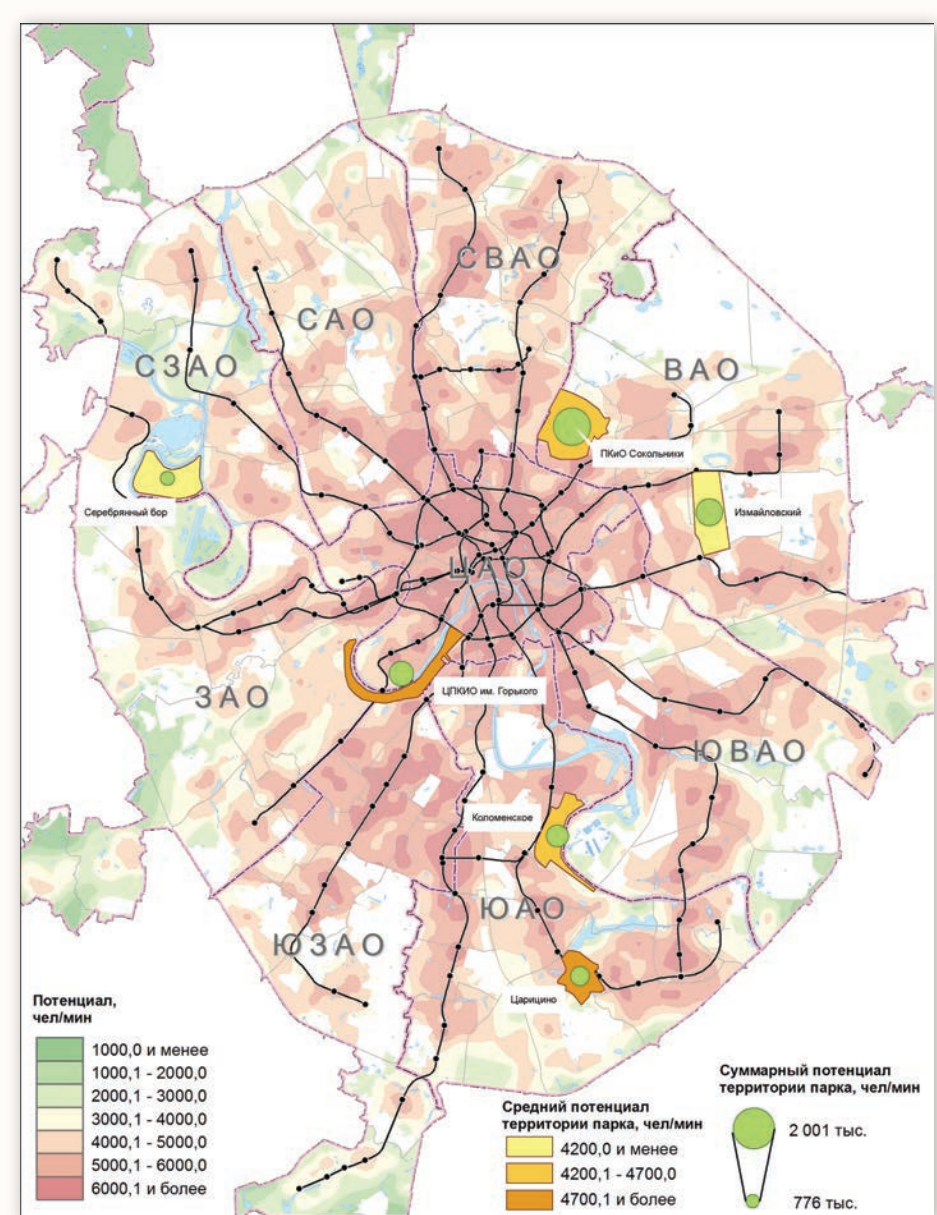 СВАО
САО
СЗАО
ВАО
ПКиО Сокольники
Серебрянный бор
Измайловский
ЦАО
ЗАО
ЦПКИО им. Горького
ЮВАО
Коломенское
ЮАО
ЮЗАО
Царицино
Потенциал,
чел/мин
1000,0 и менее
1000,1 - 2000,0
2000,1 - 3000,0
3000,1 - 4000,0
4000,1 - 5000,0
5000,1 - 6000,0
6000,1 и более
Средний потенциал
территории парка, чел/мин
4200,0 и менее
4200,1 - 4700,0
4700,1 и более
Суммарный потенциал
территории парка, чел/мин
2 001 тыс.
776 тыс.